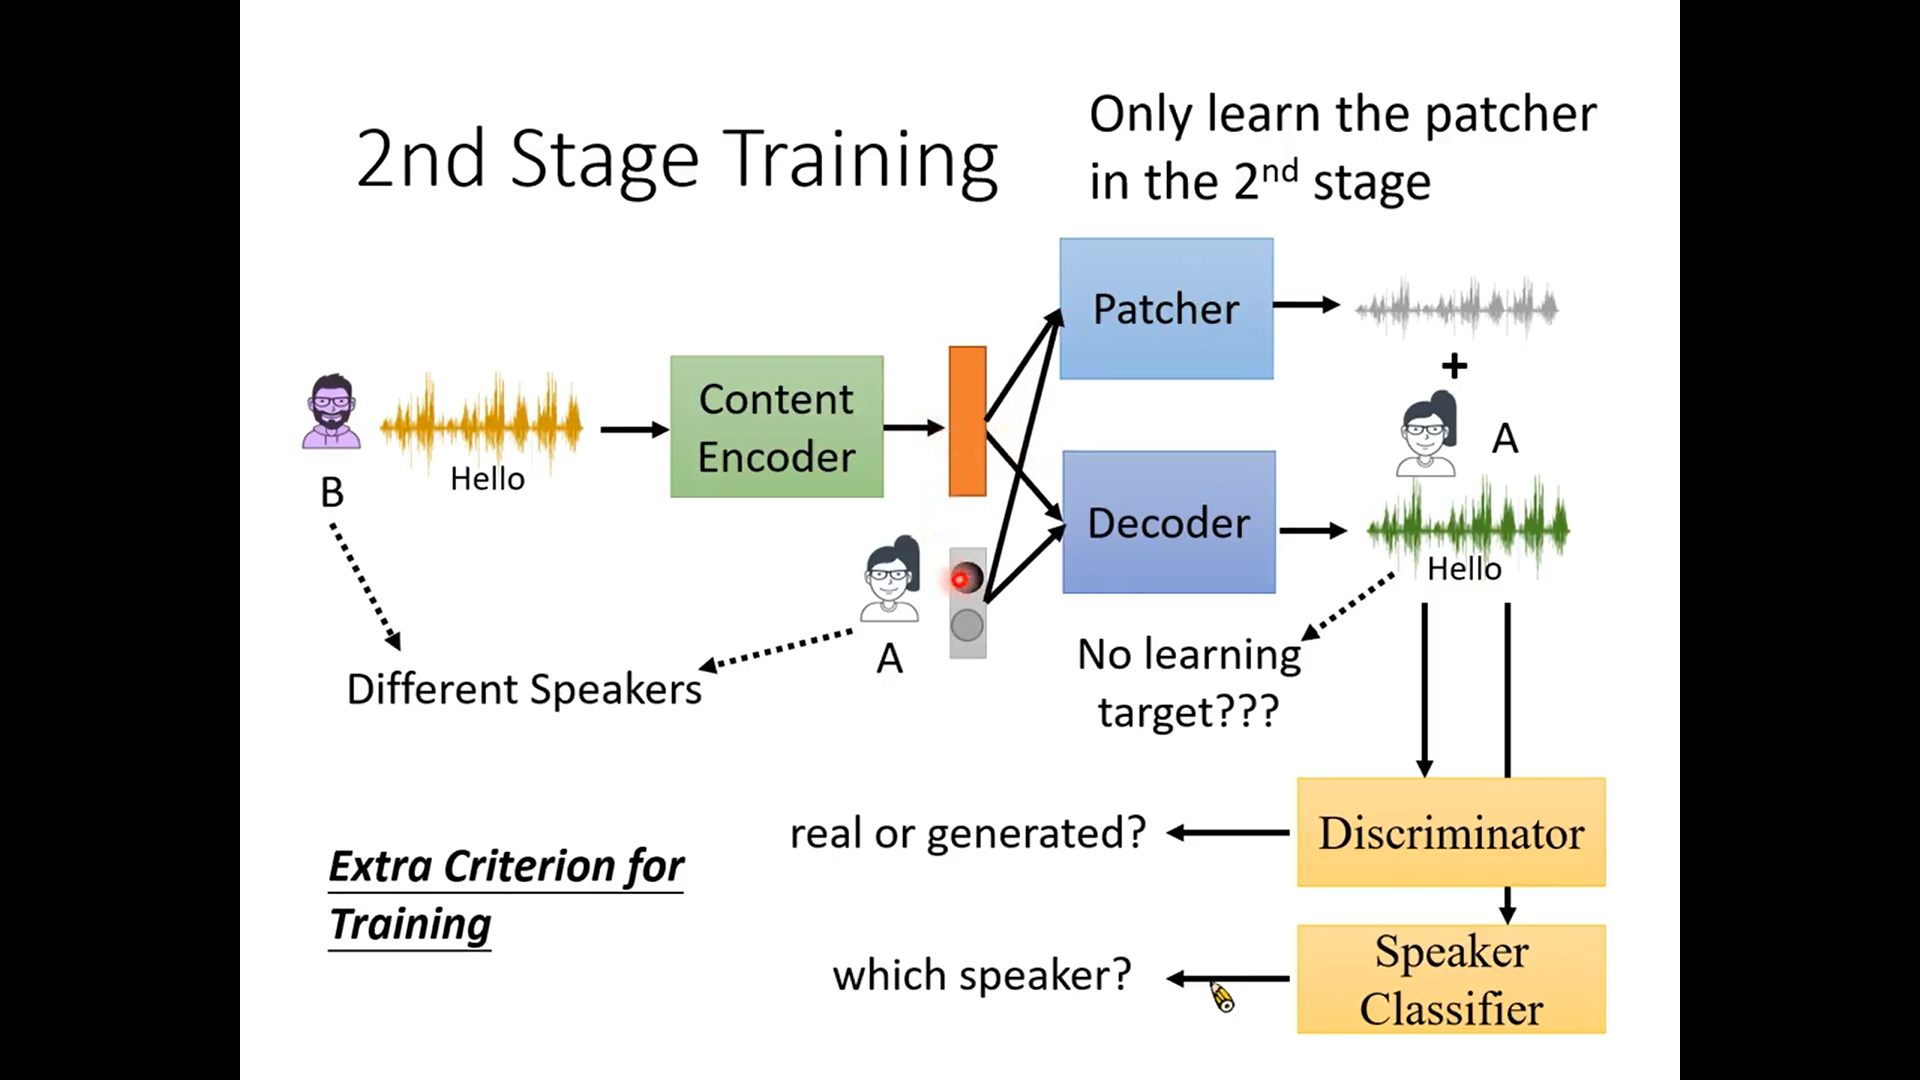 2nd Stage Training
Only learn the patcher
in the 2nd stage
Patcher
+
Content
Encoder
B
Hello
A
Decoder
Hello
A
Different Speakers
No learning
target???
Discriminator
real or generated?
Extra Criterion for
Training
Speaker
Classifier
which speaker?